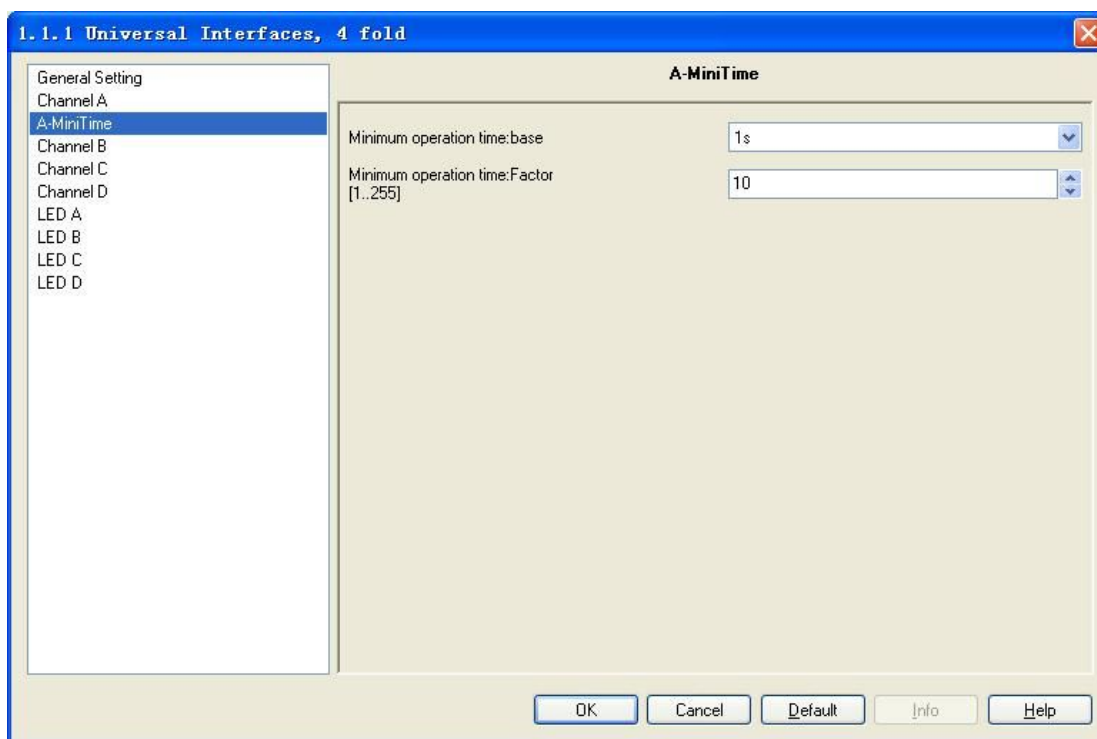 1.1.1 Universal Interfaces, 4 fold
General Setting
Channel A
A-MiniTime
Channel B
Channel C
Channel D
LED A
LED B
LED C
LED D
A-MiniTime
Minimum operation time:base
1s
Minimum operation time:Factor
[1..255]
10
OK
Cancel
Default
Info
Help